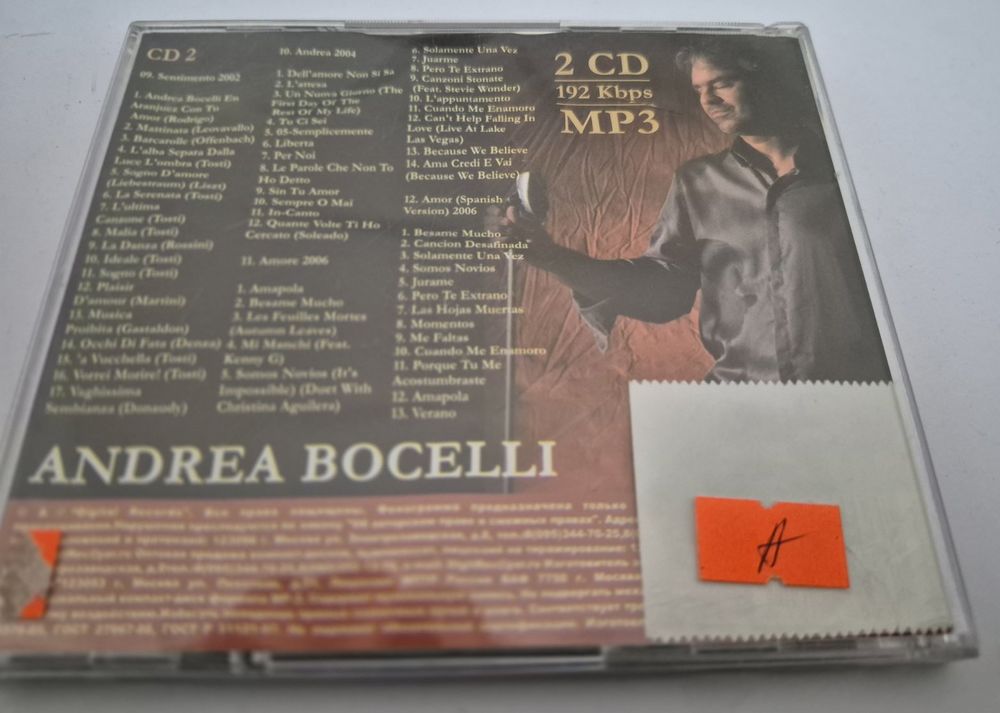 CD 2
09. Sentimento 2002
1. Andrea Bocelli En
Aranjuez Con Tu
Amor (Rodrigo)
2. Mattinata (Leovavallo)
3. Barcarolle (Offenbach)
4. L'alba Separa Dalla
Luce L'ombra (Tosti)
5. Sogno D'amore
(Liebestraum) (Liszt)
6. La Serenata (Tosti)
7. L'ultima
Canzone (Tosti)
8. Malia (Tosti)
9. La Danza (Rossini)
10. Ideale (Tosti)
11. Sogno (Tosti)
12. Plaisir
D'amour (Martini)
13. Musica
Proibita (Gastaldon)
14. Occhi Di Fata (Denza)
15. 'a Vucchella (Tosti)
16. Vorrei Morire! (Tosti)
17. Vaghissima
Sembianza (Donaudy)
10. Andrea 2004
1. Dell'amore Non Si Sa
2. L'attesa
3. Un Nuovo Giorno (The
First Day Of The
Rest Of My Life)
4. Tu Ci Sei
5. 05-Semplicemente
6. Liberta
7. Per Noi
8. Le Parole Che Non To
Ho Detto
9. Sin Tu Amor
10. Sempre O Mai
11. In-Canto
12. Quante Volte Ti Ho
Cercato (Soleado)
11. Amore 2006
1. Amapola
2. Besame Mucho
3. Les Feuilles Mortes
(Autumn Leaves)
4. Mi Manchi (Feat.
Kenny G)
5. Somos Novios (It's
Impossible) (Duet With
Christina Aguilera)
6. Solamente Una Vez
7. Juarme
8. Pero Te Extrano
9. Canzoni Stonate
(Feat. Stevie Wonder)
10. L'appuntamento
11. Cuando Me Enamoro
12. Can't Help Falling In
Love (Live At Lake
Las Vegas)
13. Because We Believe
14. Ama Credi E Vai
(Because We Believe)
12. Amor (Spanish
Version) 2006
1. Besame Mucho
2. Cancion Desafinada
3. Solamente Una Vez
4. Somos Novios
5. Jurame
6. Pero Te Extrano
7. Las Hojas Muertas
8. Momentos
9. Me Faltas
10. Cuando Me Enamoro
11. Porque Tu Me
Acostumbraste
12. Amapola
13. Verano
2 CD
192 Kbps
MP3
ANDREA BOCELLI
A